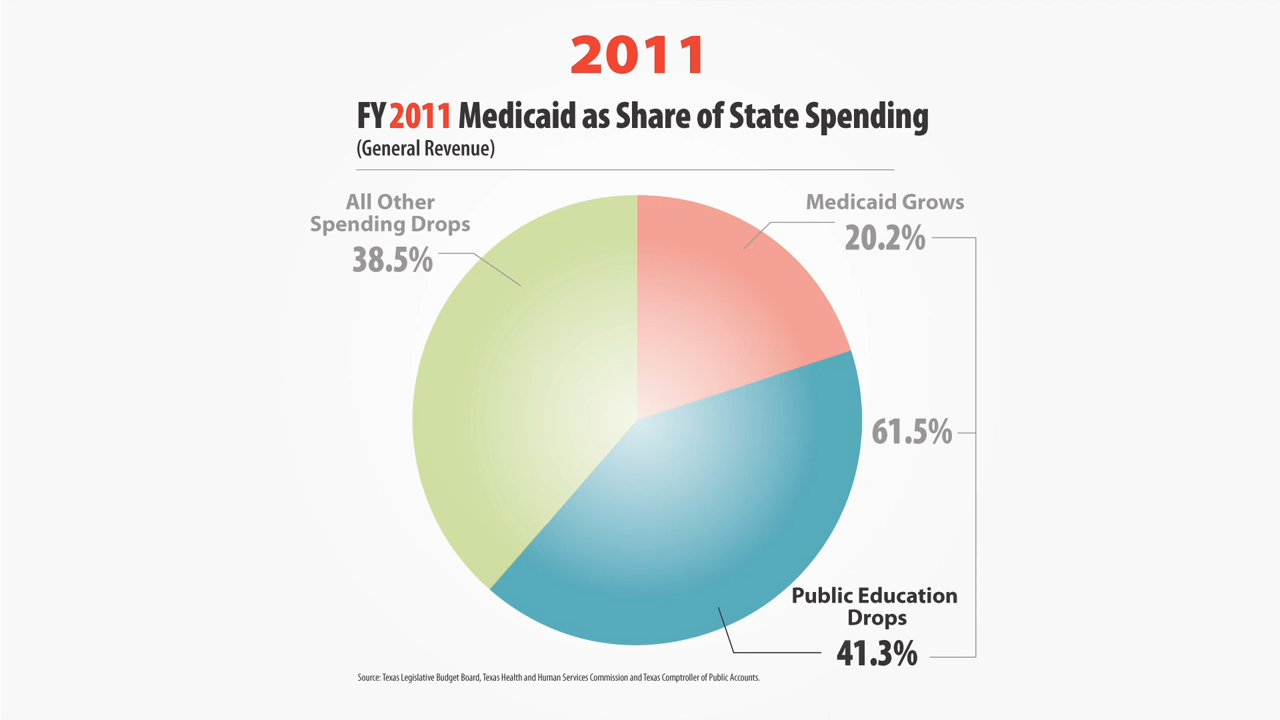 2011
FY 2011 Medicaid as Share of State Spending
(General Revenue)
All Other
Spending Drops
38.5%
Medicaid Grows
20.2%
61.5%
Public Education
Drops
41.3%
Source: Texas Legislative Budget Board, Texas Health and Human Services Commission and Texas Comptroller of Public Accounts.